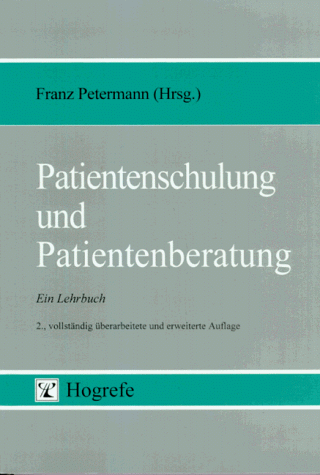 Franz Petermann (Hrsg.)
Patientenschulung
und
Patientenberatung
Ein Lehrbuch
2., vollständig überarbeitete und erweiterte Auflage
Hogrefe